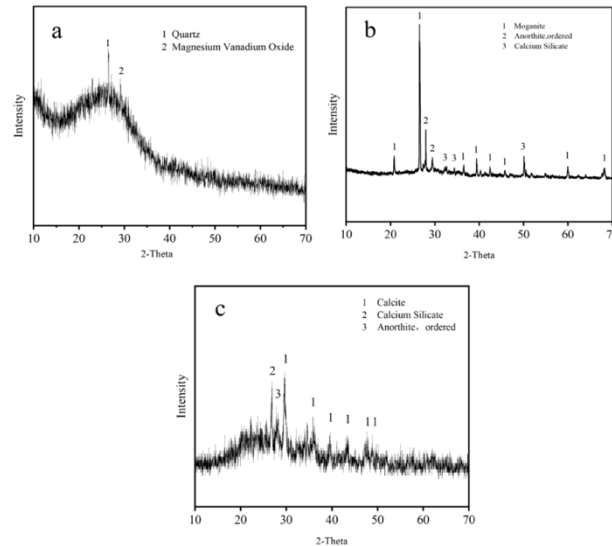 a
1 Quartz
2 Magnesium Vanadium Oxide
1
2
Intensity
10 20 30 40 50 60 70
2-Theta
b
1 Moganite
2 Anorthite,ordered
3 Calcium Silicate
1
1
2
2
3 3 1
1
1
1
3
1
1
Intensity
10 20 30 40 50 60 70
2-Theta
c
1 Calcite
2 Calcium Silicate
3 Anorthite, ordered
2
3
1
1
1
1
1 1
Intensity
10 20 30 40 50 60 70
2-Theta